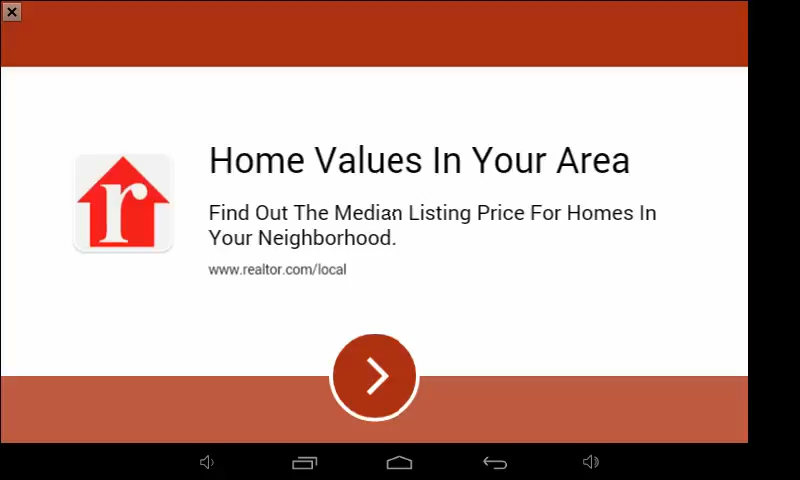 Home Values In Your Area
r
Find Out The Median Listing Price For Homes In
Your Neighborhood.
www.realtor.com/local